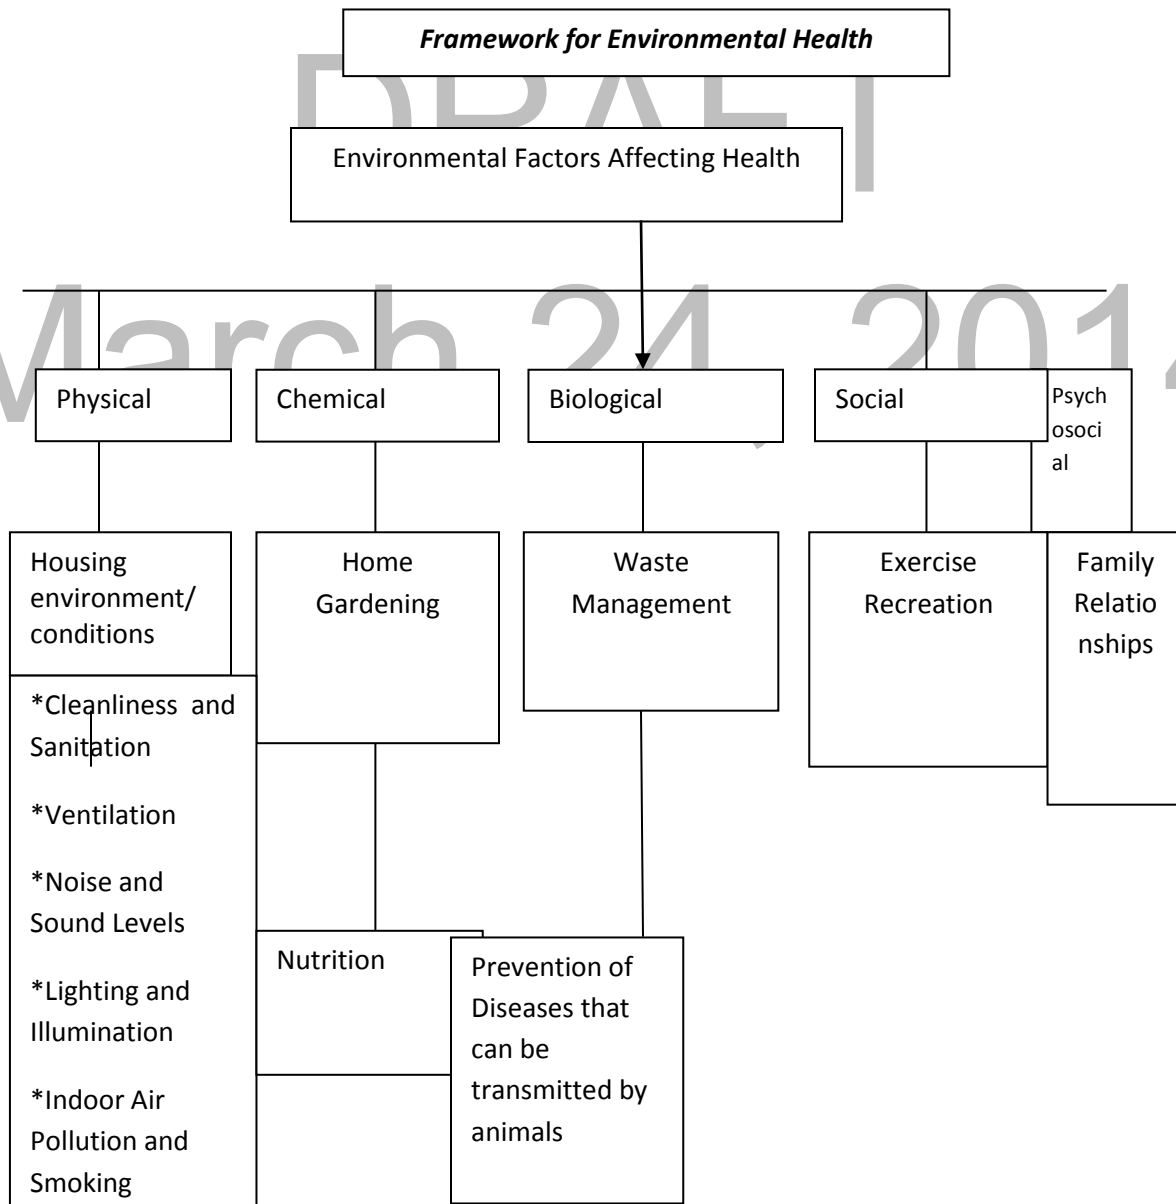 Framework for Environmental Health
DRAFT
Environmental Factors Affecting Health
March 24, 2014
Physical
Chemical
Biological
Social
Psych
osoci
al
Housing
environment/
conditions
Home
Gardening
Waste
Management
Exercise
Recreation
Family
Relatio
nships
*Cleanliness and
Sanitation
*Ventilation
*Noise and
Sound Levels
*Lighting and
Illumination
*Indoor Air
Pollution and
Smoking
Nutrition
Prevention of
Diseases that
can be
transmitted by
animals